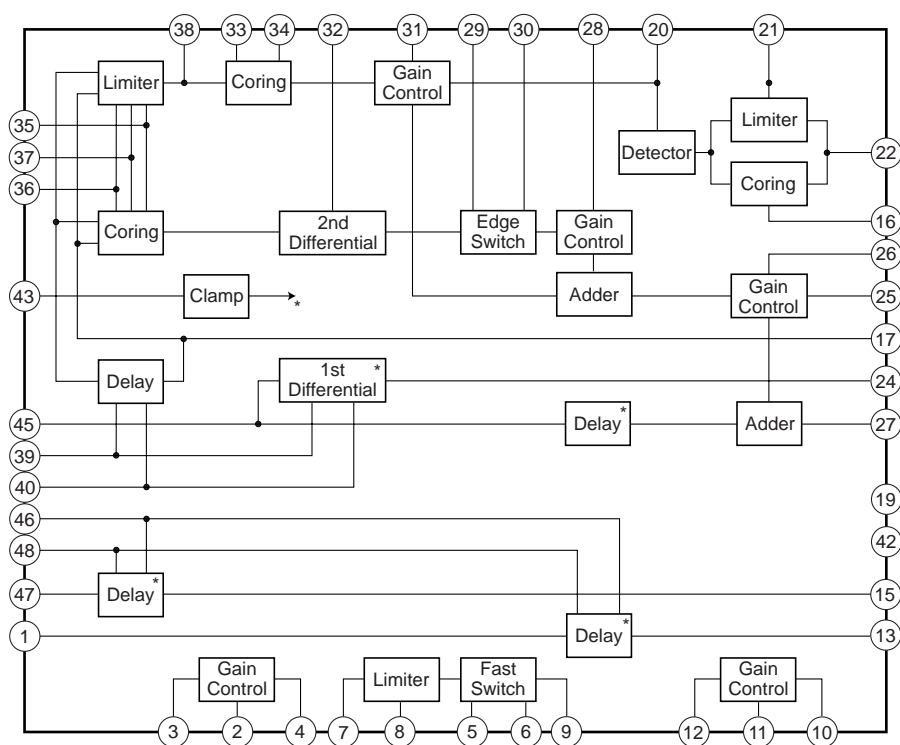 38 33 34 32 31 29 30 28 20 21
Limiter
Coring
Gain
Control
Limiter
Detector
Coring
35
37
36
22
16
Coring
2nd
Differential
Edge
Switch
Gain
Control
26
43
Clamp
*
Adder
Gain
Control
25
17
Delay
1st *
Differential
24
45
Delay *
Adder
27
39
40
19
46
48
42
47
Delay *
15
1
Delay *
13
Gain
Control
Limiter
Fast
Switch
Gain
Control
3 2 4 7 8 5 6 9 12 11 10